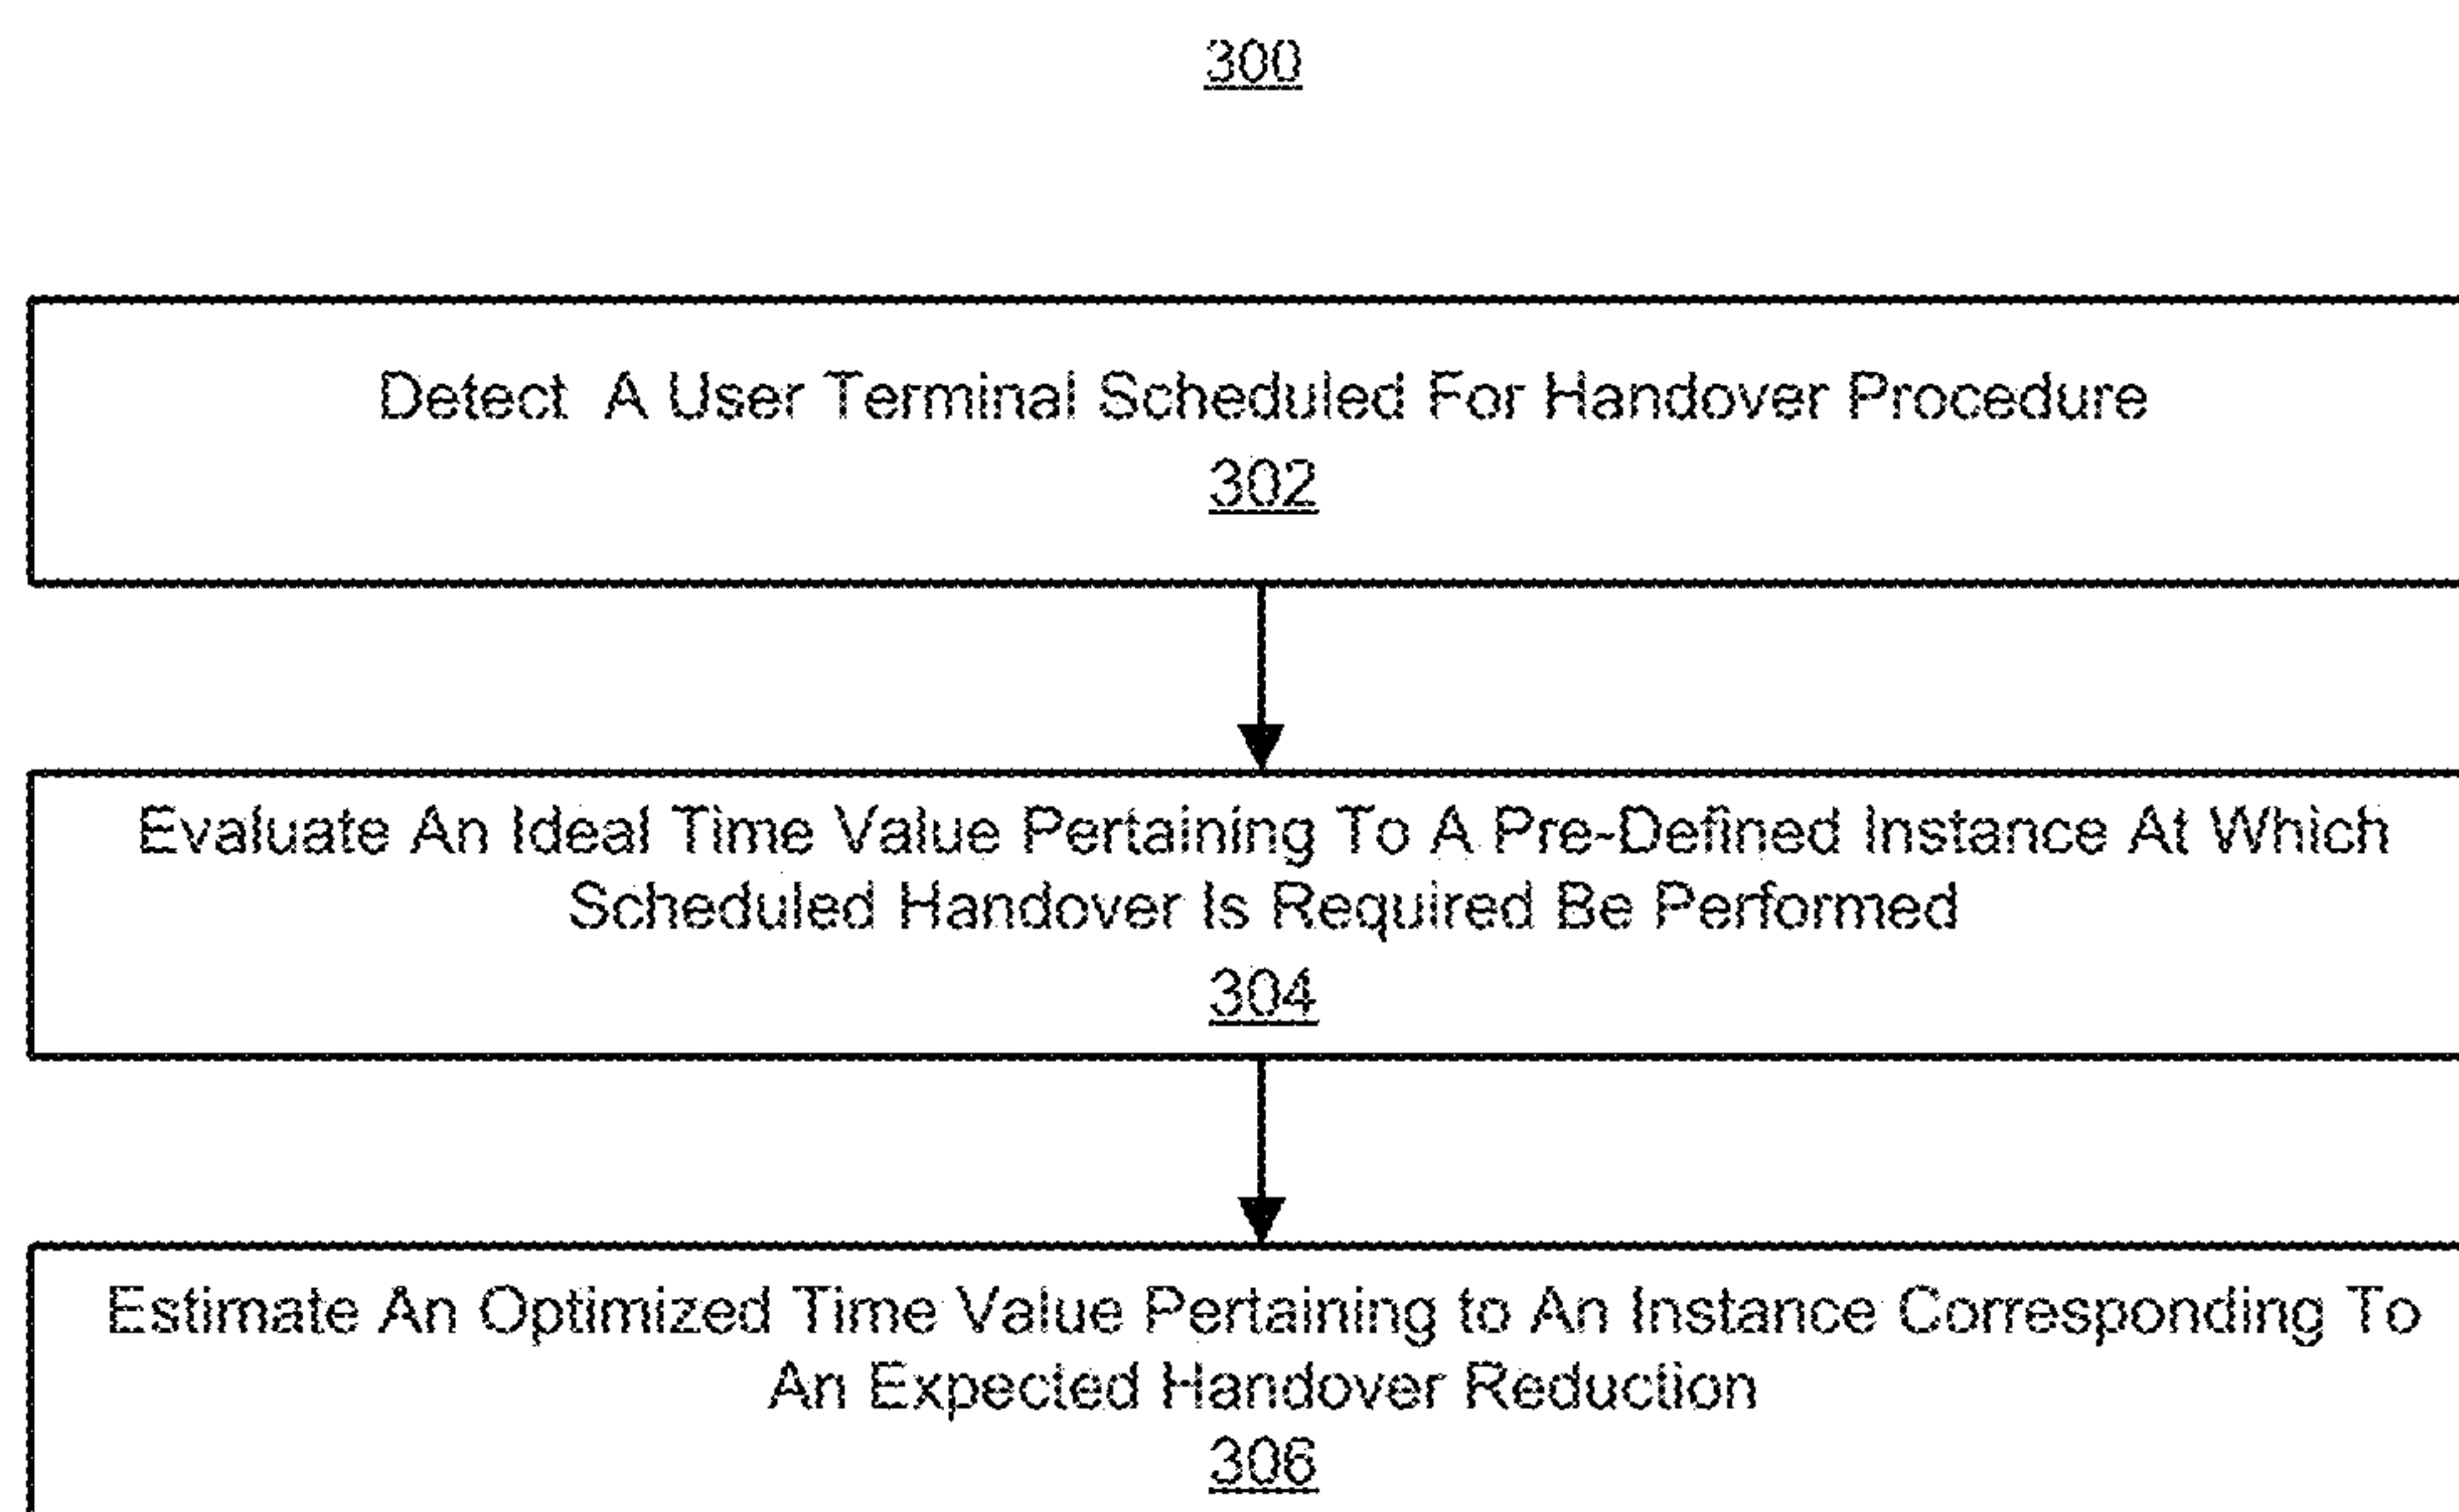 300
Detect A User Terminal Scheduled For Handover Procedure
302
Evaluate An Ideal Time Value Pertaining To A Pre-Defined Instance At Which
Scheduled Handover Is Required Be Performed
304
Estimate An Optimized Time Value Pertaining to An Instance Corresponding To
An Expected Handover Reduction
306